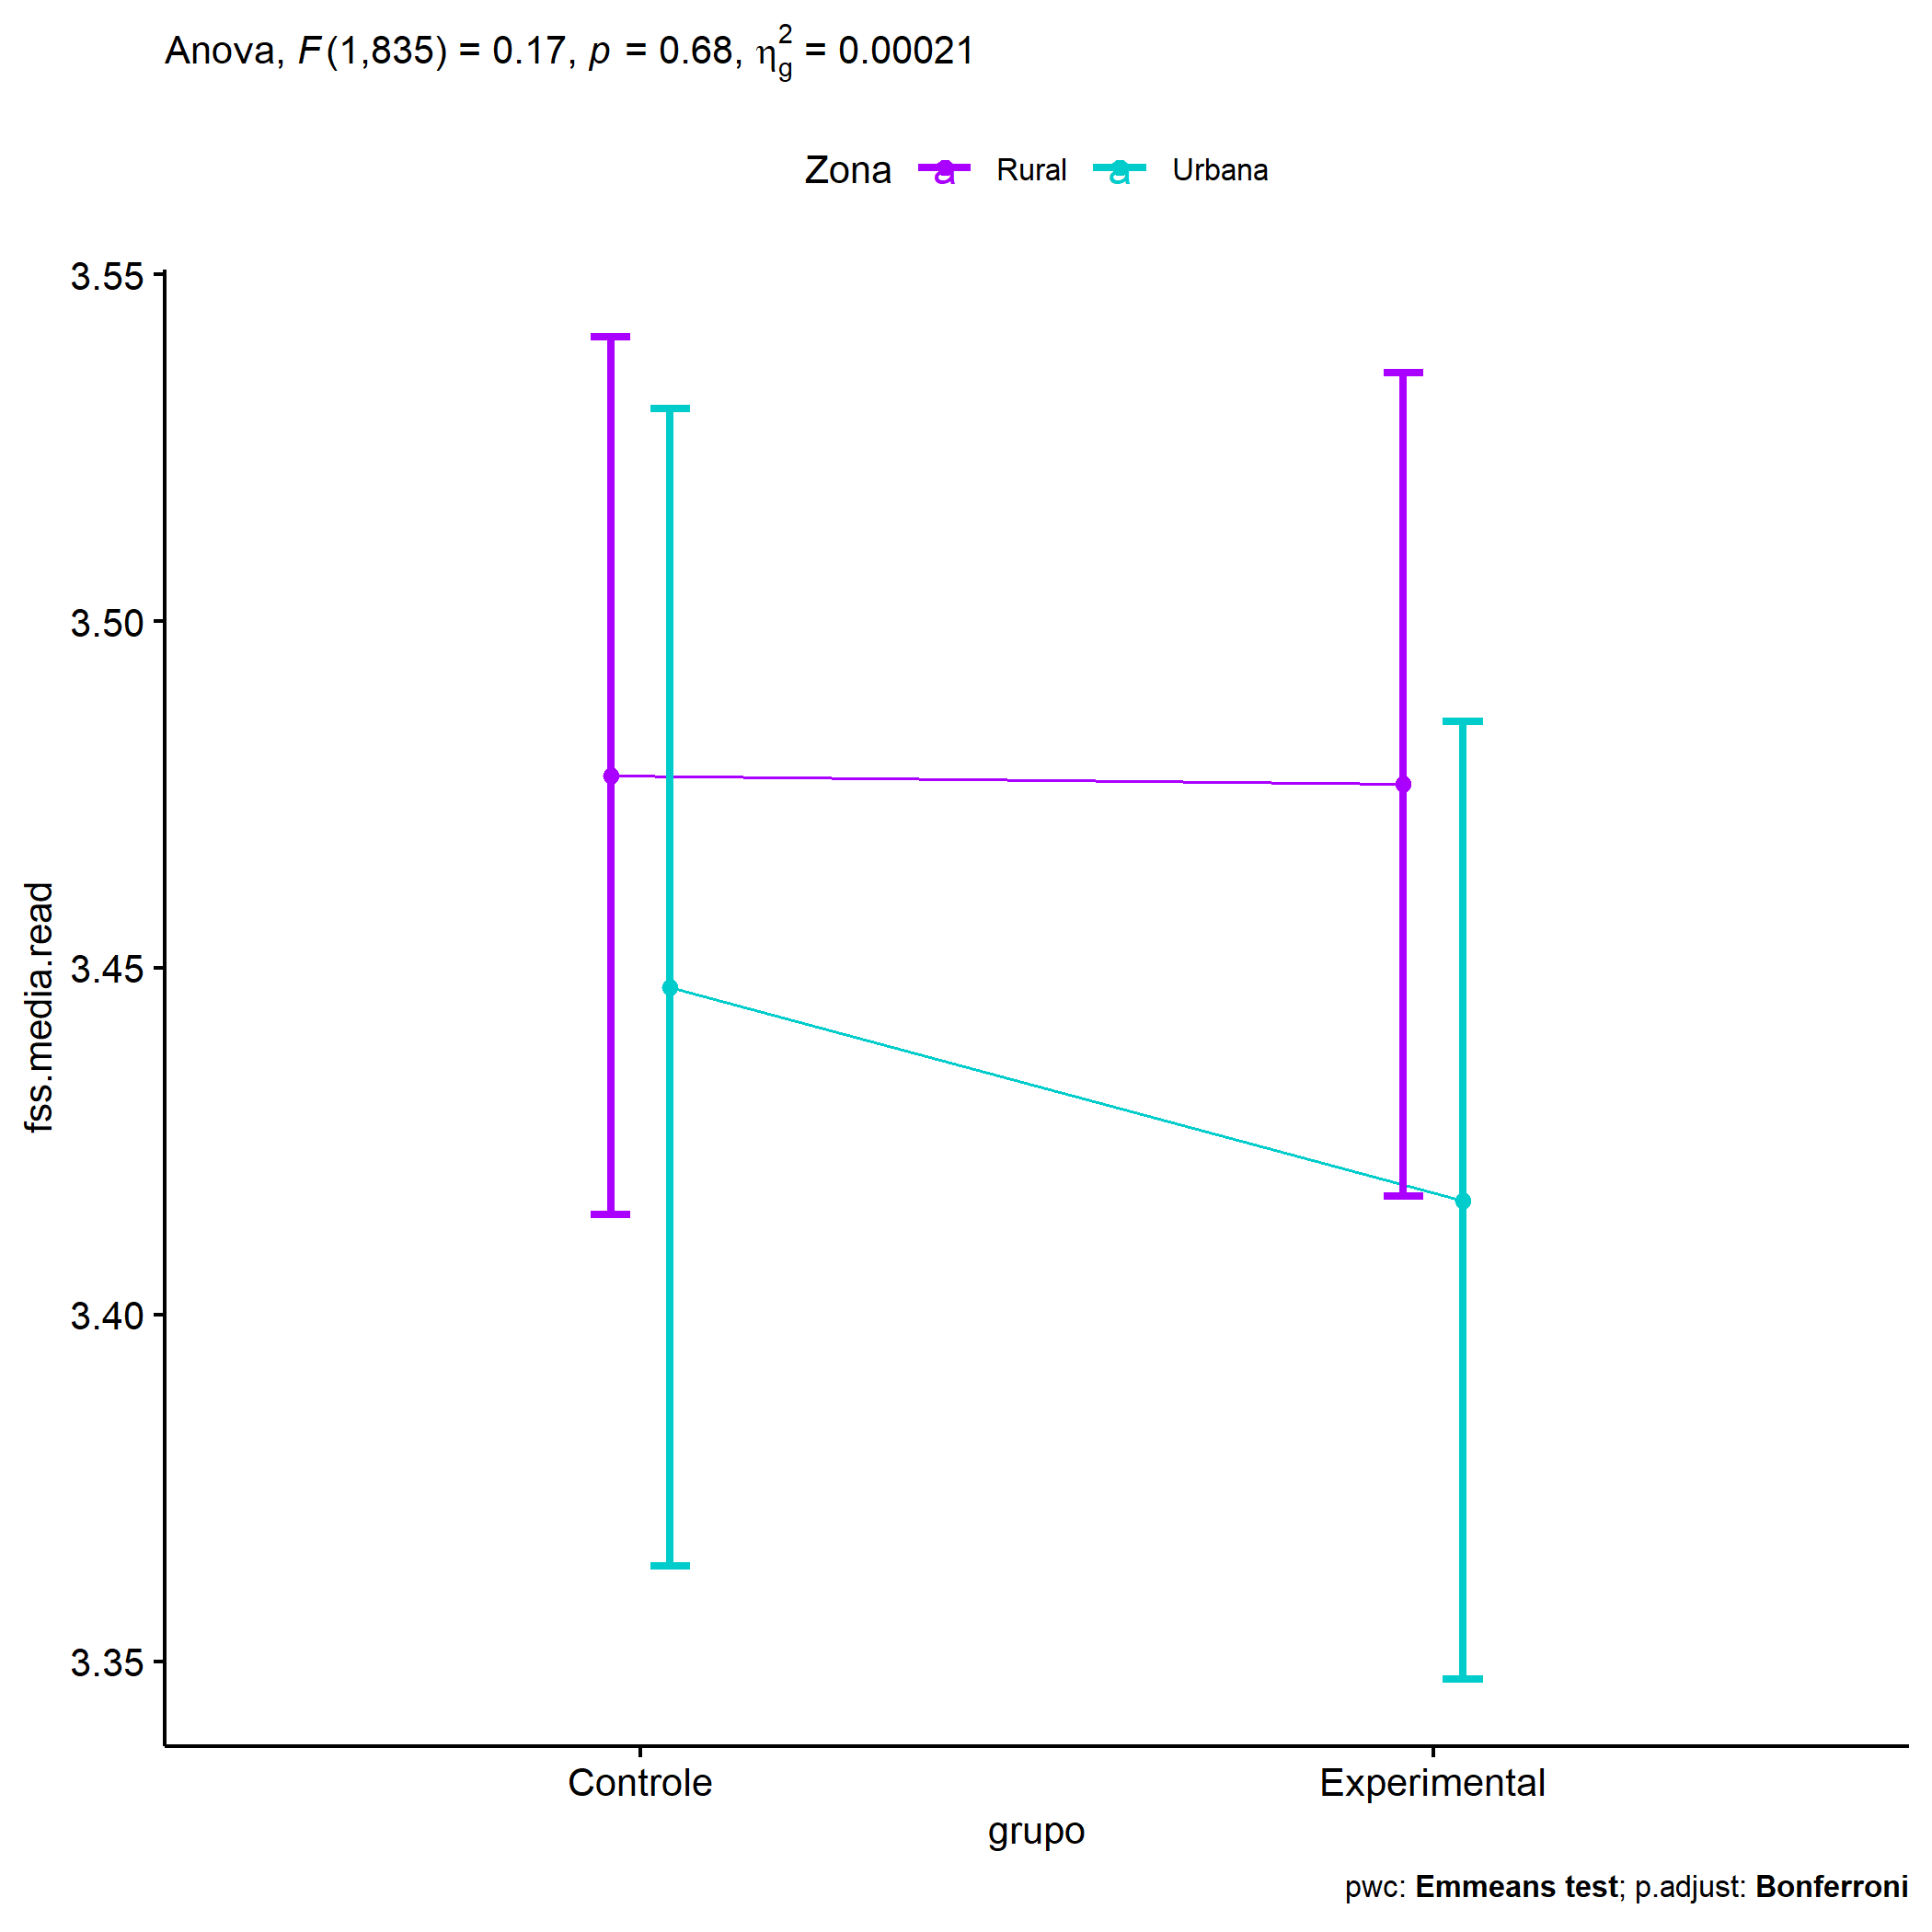 Anova, F(1,835) = 0.17, p = 0.68, η²g = 0.00021
Zona a Rural a Urbana
3.55
3.50
3.45
3.40
3.35
fss.media.read
Controle Experimental
grupo
pwc: Emmeans test; p.adjust: Bonferroni